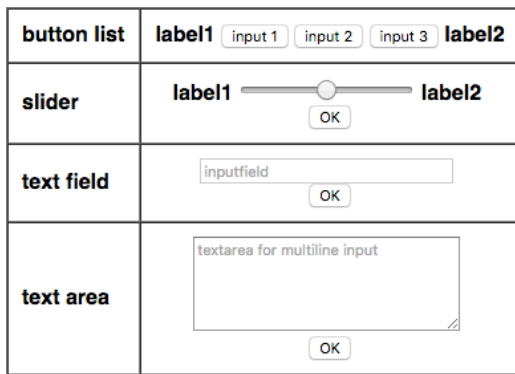 button list label1 input 1 input 2 input 3 label2
slider label1 label2
OK
text field inputfield
OK
text area textarea for multiline input
OK